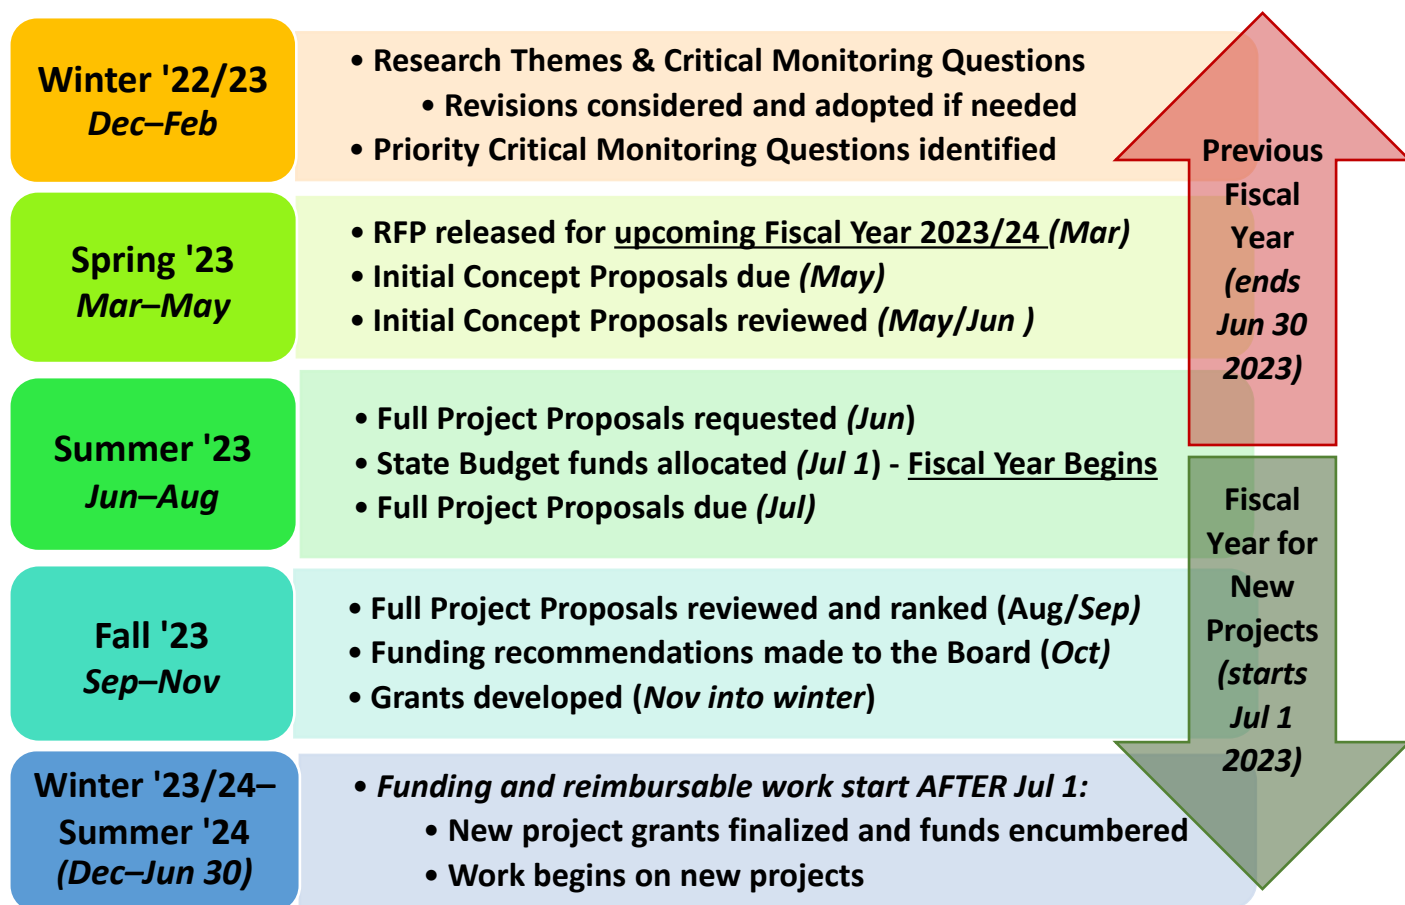 Winter '22/23
Dec–Feb
• Research Themes & Critical Monitoring Questions
• Revisions considered and adopted if needed
• Priority Critical Monitoring Questions identified
Spring '23
Mar–May
• RFP released for upcoming Fiscal Year 2023/24 (Mar)
• Initial Concept Proposals due (May)
• Initial Concept Proposals reviewed (May/Jun )
Summer '23
Jun–Aug
• Full Project Proposals requested (Jun)
• State Budget funds allocated (Jul 1) - Fiscal Year Begins
• Full Project Proposals due (Jul)
Fall '23
Sep–Nov
• Full Project Proposals reviewed and ranked (Aug/Sep)
• Funding recommendations made to the Board (Oct)
• Grants developed (Nov into winter)
Winter '23/24–
Summer '24
(Dec–Jun 30)
• Funding and reimbursable work start AFTER Jul 1:
• New project grants finalized and funds encumbered
• Work begins on new projects
Previous
Fiscal
Year
(ends
Jun 30
2023)
Fiscal
Year for
New
Projects
(starts
Jul 1
2023)